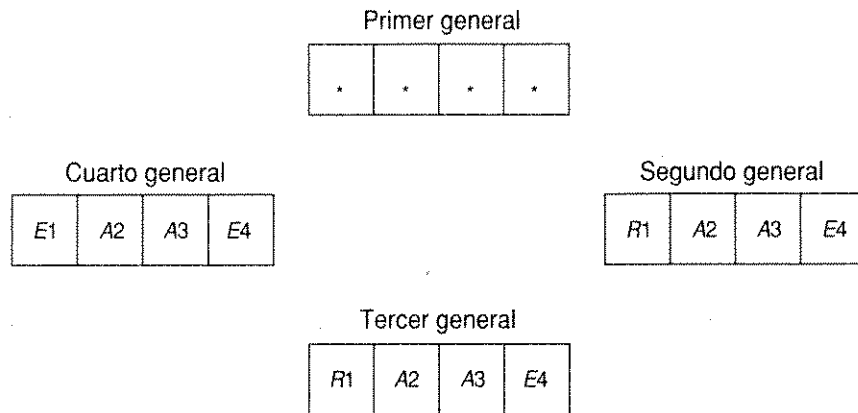 Primer general
* * * *
Cuarto general
E1 A2 A3 E4
Segundo general
R1 A2 A3 E4
Tercer general
R1 A2 A3 E4